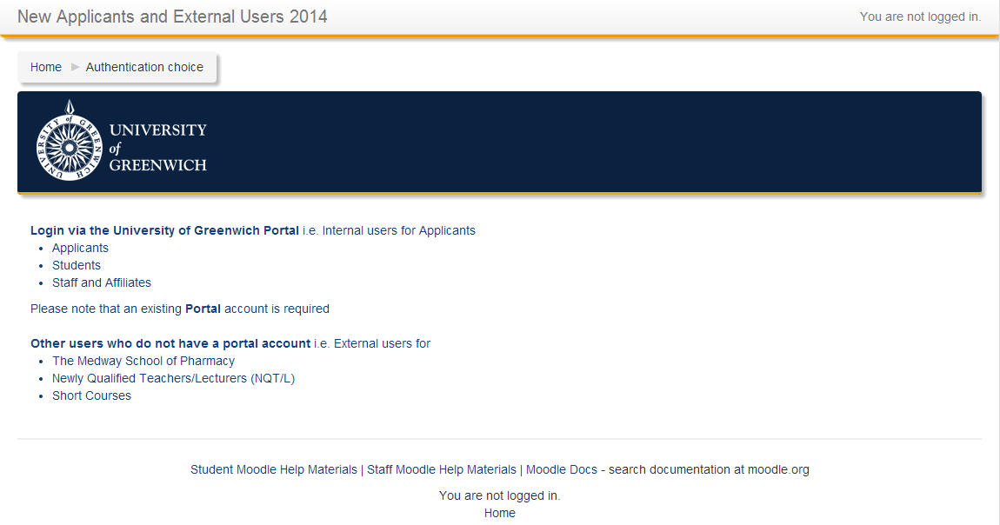 New Applicants and External Users 2014
You are not logged in.
Home
Authentication choice
UNIVERSITY OF GREENWICH
UNIVERSITY
of
GREENWICH
Login via the University of Greenwich Portal i.e. Internal users for Applicants
• Applicants
• Students
• Staff and Affiliates
Please note that an existing Portal account is required
Other users who do not have a portal account i.e. External users for
• The Medway School of Pharmacy
• Newly Qualified Teachers/Lecturers (NQT/L)
• Short Courses
Student Moodle Help Materials | Staff Moodle Help Materials | Moodle Docs - search documentation at moodle.org
You are not logged in.
Home